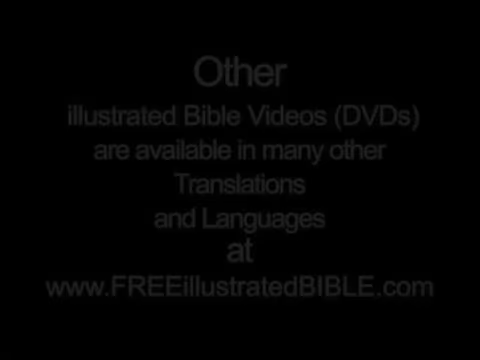 Other
illustrated Bible Videos (DVDs)
are available in many other
Translations
and Languages
at
www.FREEillustratedBIBLE.com